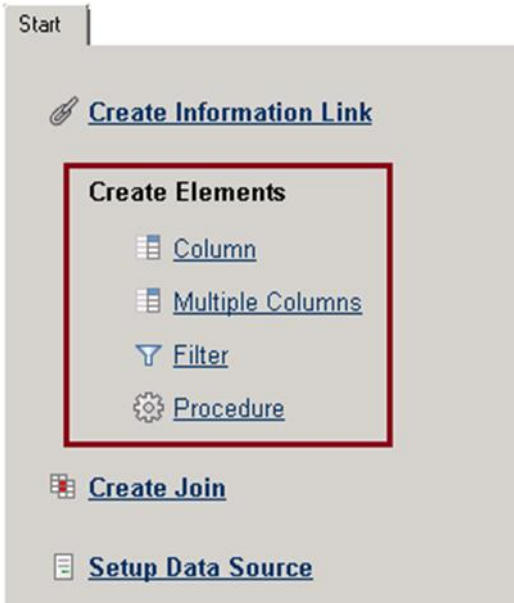 Start
Create Information Link
Create Elements
Column
Multiple Columns
Filter
Procedure
Create Join
Setup Data Source